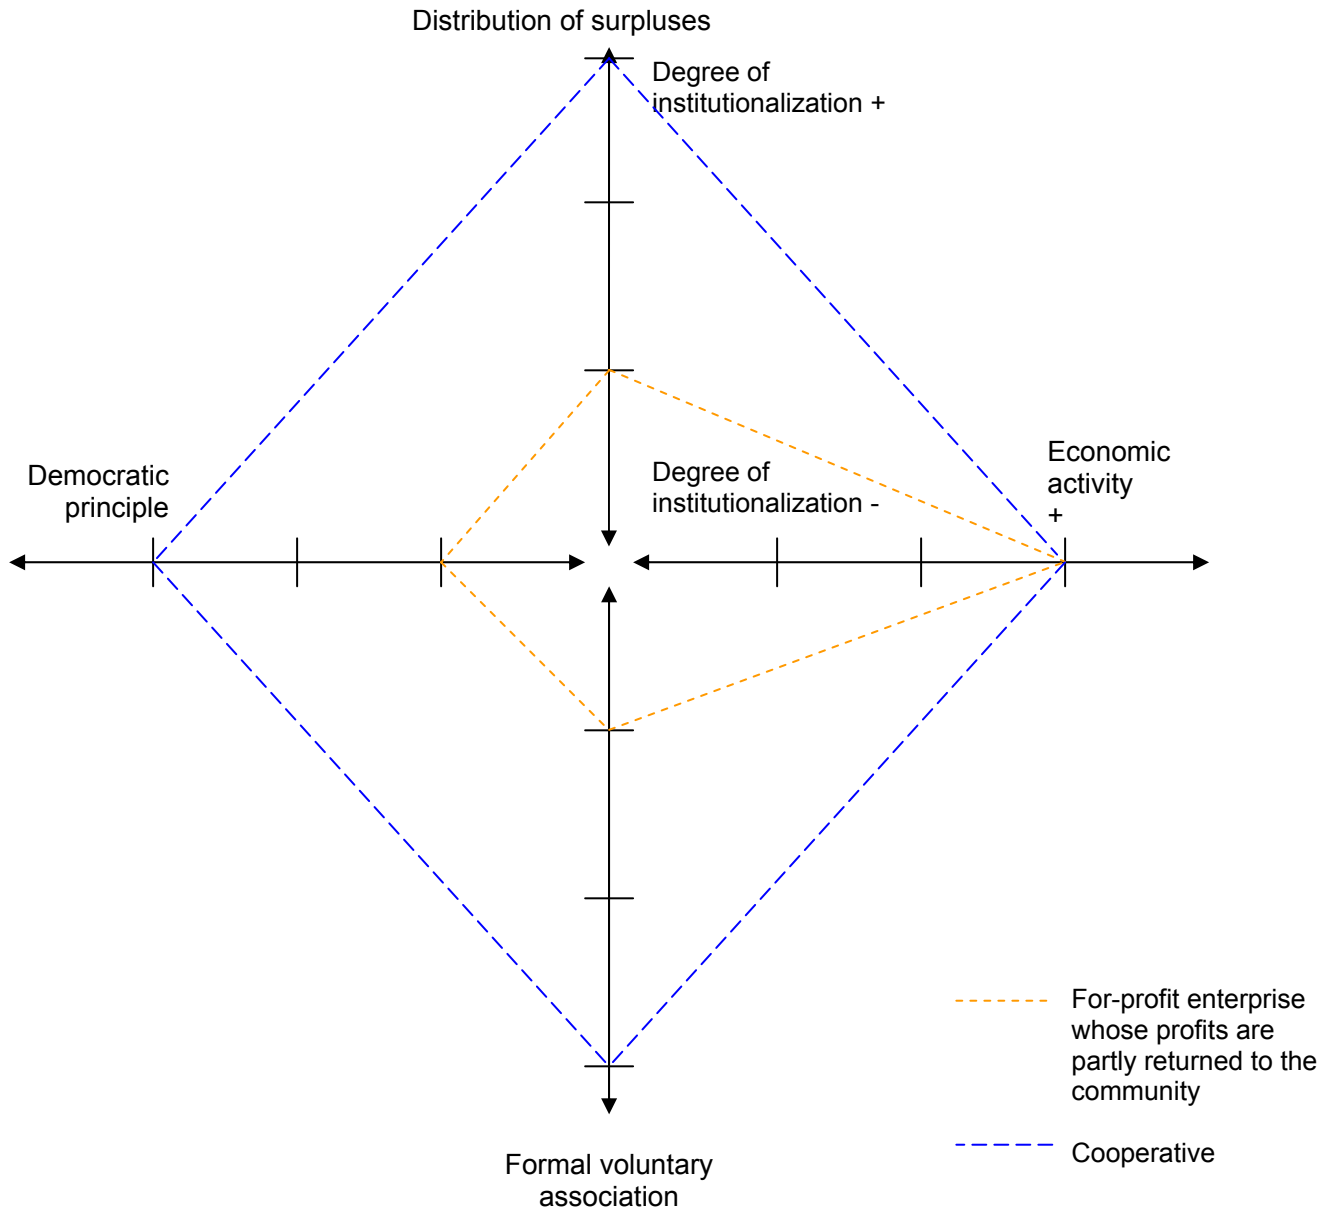 Distribution of surpluses
Degree of
institutionalization +
Democratic
principle
Degree of
institutionalization -
Economic
activity
+
For-profit enterprise
whose profits are
partly returned to the
community
Cooperative
Formal voluntary
association